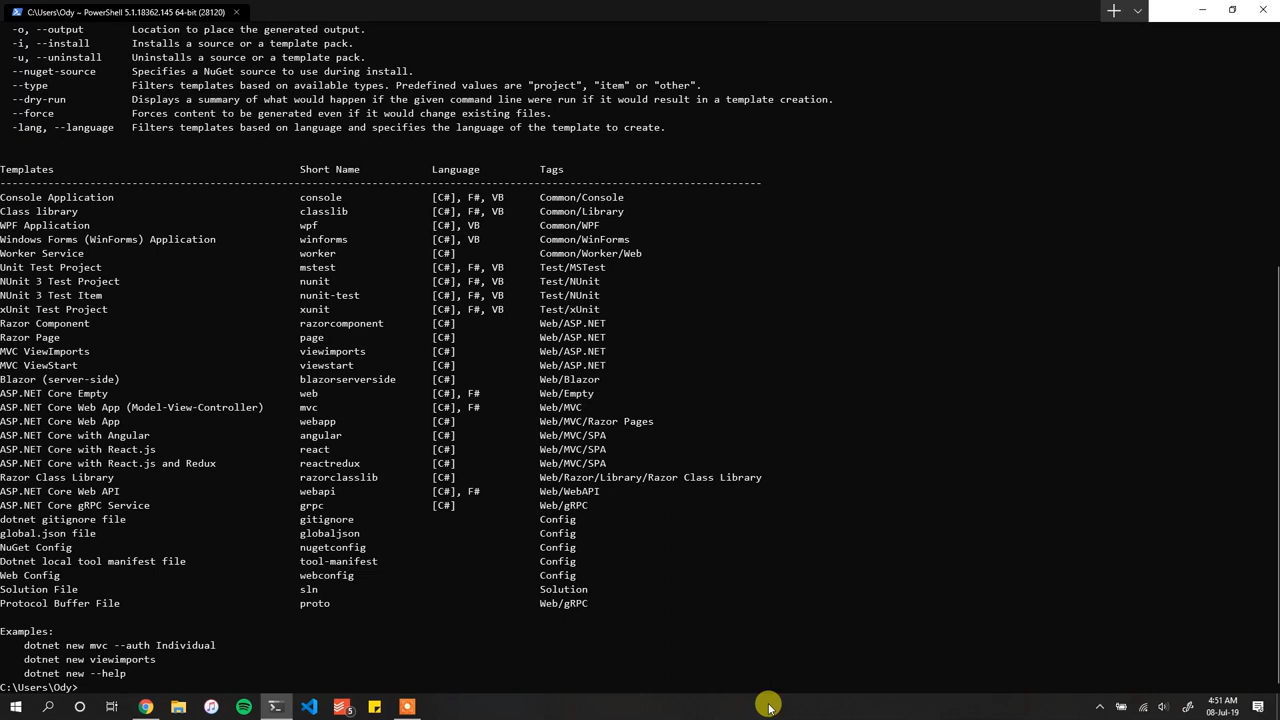 C:\Users\Ody ~ PowerShell 5.1.18362.145 64-bit (28120)
-o, --output Location to place the generated output.
-i, --install Installs a source or a template pack.
-u, --uninstall Uninstalls a source or a template pack.
--nuget-source Specifies a NuGet source to use during install.
--type Filters templates based on available types. Predefined values are "project", "item" or "other".
--dry-run Displays a summary of what would happen if the given command line were run if it would result in a template creation.
--force Forces content to be generated even if it would change existing files.
-lang, --language Filters templates based on language and specifies the language of the template to create.
Templates Short Name Language Tags
----------------------------------------------------------------------------------------------------------------------------------
Console Application console [C#], F#, VB Common/Console
Class library classlib [C#], F#, VB Common/Library
WPF Application wpf [C#], VB Common/WPF
Windows Forms (WinForms) Application winforms [C#], VB Common/WinForms
Worker Service worker [C#] Common/Worker/Web
Unit Test Project mstest [C#], F#, VB Test/MSTest
NUnit 3 Test Project nunit [C#], F#, VB Test/NUnit
NUnit 3 Test Item nunit-test [C#], F#, VB Test/NUnit
xUnit Test Project xunit [C#], F#, VB Test/xUnit
Razor Component razorcomponent [C#] Web/ASP.NET
Razor Page page [C#] Web/ASP.NET
MVC ViewImports viewimports [C#] Web/ASP.NET
MVC ViewStart viewstart [C#] Web/ASP.NET
Blazor (server-side) blazorserverside [C#] Web/Blazor
ASP.NET Core Empty web [C#], F# Web/Empty
ASP.NET Core Web App (Model-View-Controller) mvc [C#], F# Web/MVC
ASP.NET Core Web App webapp [C#] Web/MVC/Razor Pages
ASP.NET Core with Angular angular [C#] Web/MVC/SPA
ASP.NET Core with React.js react [C#] Web/MVC/SPA
ASP.NET Core with React.js and Redux reactredux [C#] Web/MVC/SPA
Razor Class Library razorclasslib [C#] Web/Razor/Library/Razor Class Library
ASP.NET Core Web API webapi [C#], F# Web/WebAPI
ASP.NET Core gRPC Service grpc [C#] Web/gRPC
dotnet gitignore file gitignore Config
global.json file globaljson Config
NuGet Config nugetconfig Config
Dotnet local tool manifest file tool-manifest Config
Web Config webconfig Config
Solution File sln Solution
Protocol Buffer File proto Web/gRPC
Examples:
dotnet new mvc --auth Individual
dotnet new viewimports
dotnet new --help
C:\Users\Ody>
5
4:51 AM
08-Jul-19